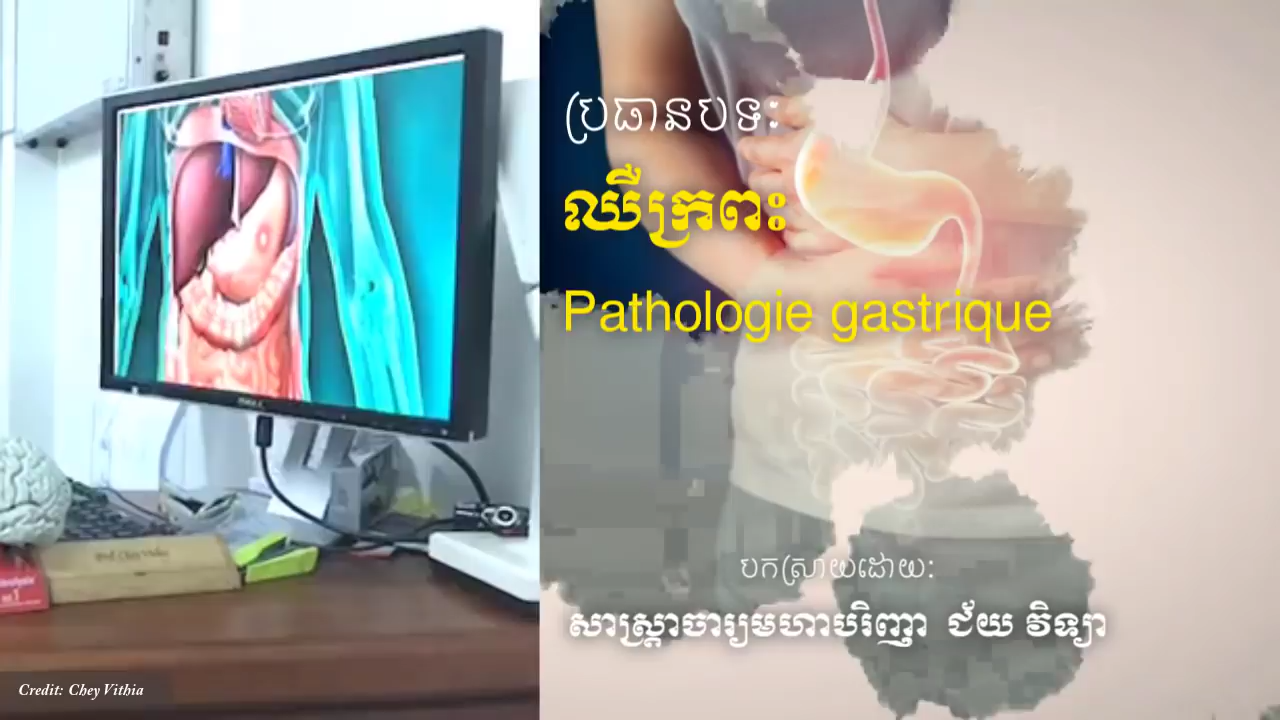 ប្រធានបទៈ
ឈឺក្រពះ
Pathologie gastrique
បកស្រាយដោយៈ
សាស្ត្រាចារ្យមហាបរិញ្ញា ជ័យ វិទ្យា
Credit: Chey Vithia